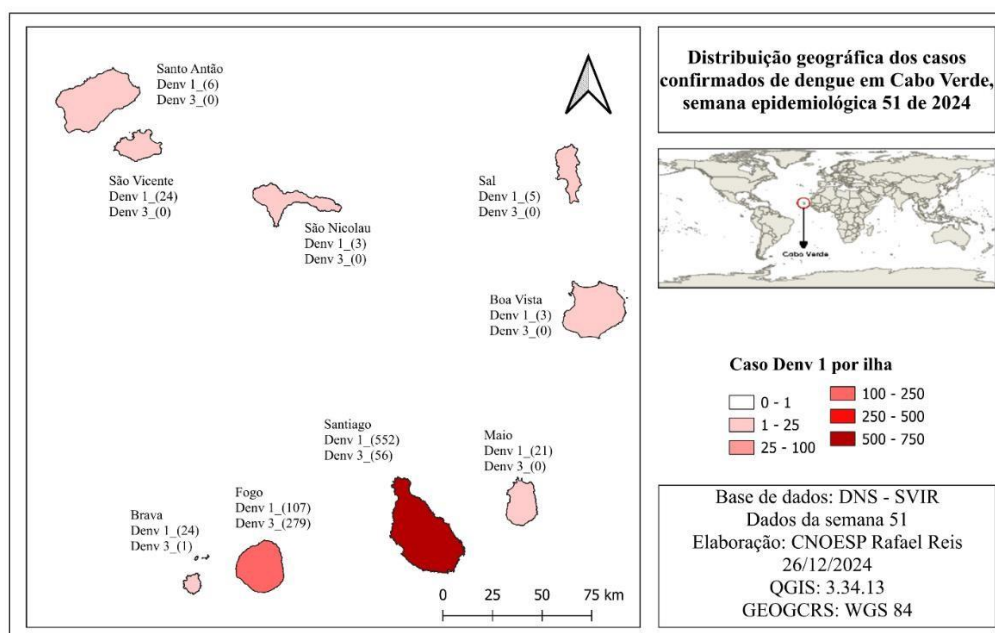 Distribuição geográfica dos casos
confirmados de dengue em Cabo Verde,
semana epidemiológica 51 de 2024
Santo Antão
Denv 1_(6)
Denv 3_(0)
São Vicente
Denv 1_(24)
Denv 3_(0)
São Nicolau
Denv 1_(3)
Denv 3_(0)
Sal
Denv 1_(5)
Denv 3_(0)
Boa Vista
Denv 1_(3)
Denv 3_(0)
Santiago
Denv 1_(552)
Denv 3_(56)
Maio
Denv 1_(21)
Denv 3_(0)
Fogo
Denv 1_(107)
Denv 3_(279)
Brava
Denv 1_(24)
Denv 3_(1)
0 25 50 75 km
Cabo Verde
Caso Denv 1 por ilha
0 - 1
1 - 25
25 - 100
100 - 250
250 - 500
500 - 750
Base de dados: DNS - SVIR
Dados da semana 51
Elaboração: CNOESP Rafael Reis
26/12/2024
QGIS: 3.34.13
GEOGCRS: WGS 84